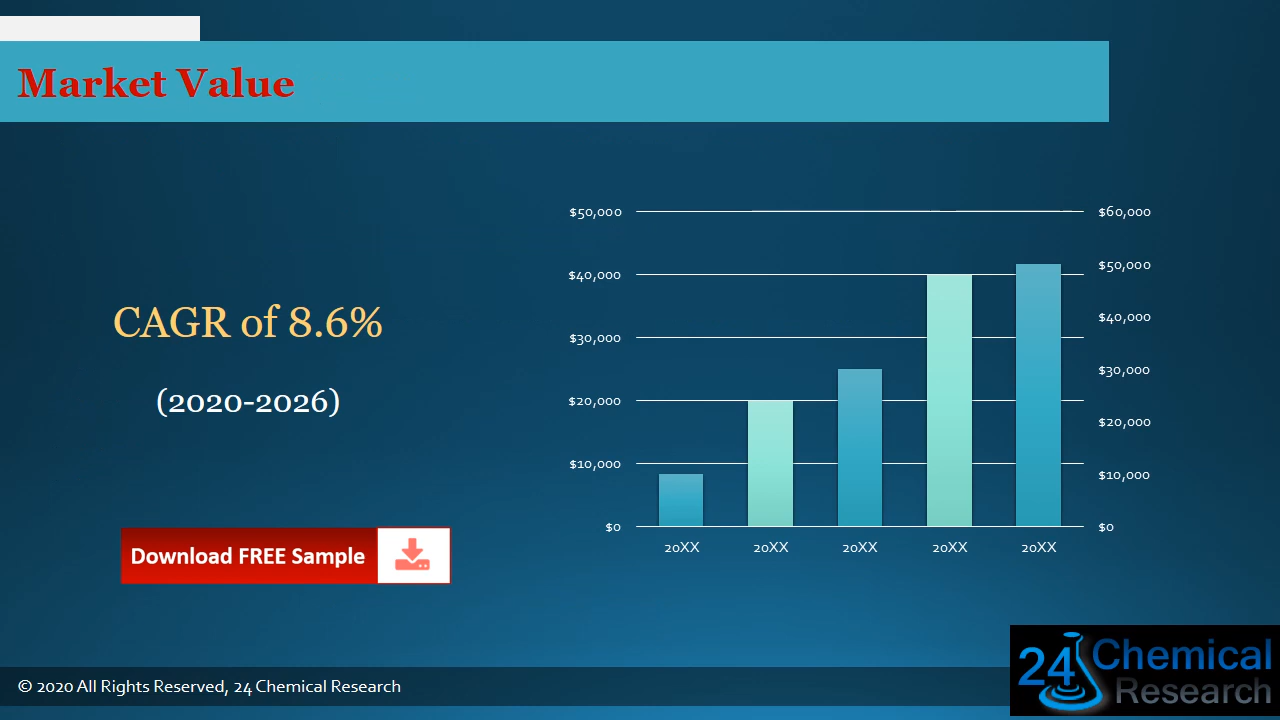 Market Value
CAGR of 8.6%
(2020-2026)
Download FREE Sample
$50,000
$40,000
$30,000
$20,000
$10,000
$0
$60,000
$50,000
$40,000
$30,000
$20,000
$10,000
$0
20XX 20XX 20XX 20XX 20XX
© 2020 All Rights Reserved, 24 Chemical Research
24 Chemical
Research